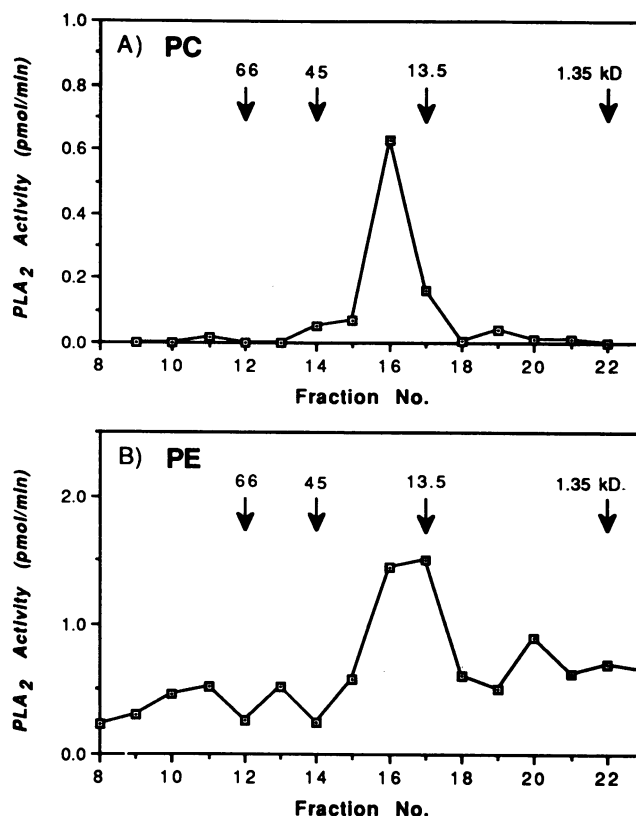 A) PC
66 45 13.5 1.35 kD
PLA2 Activity (pmol/min)
1.0
0.8
0.6
0.4
0.2
0.0
8 10 12 14 16 18 20 22
Fraction No.
B) PE
66 45 13.5 1.35 kD.
PLA2 Activity (pmol/min)
2.0
1.0
0.0
8 10 12 14 16 18 20 22
Fraction No.